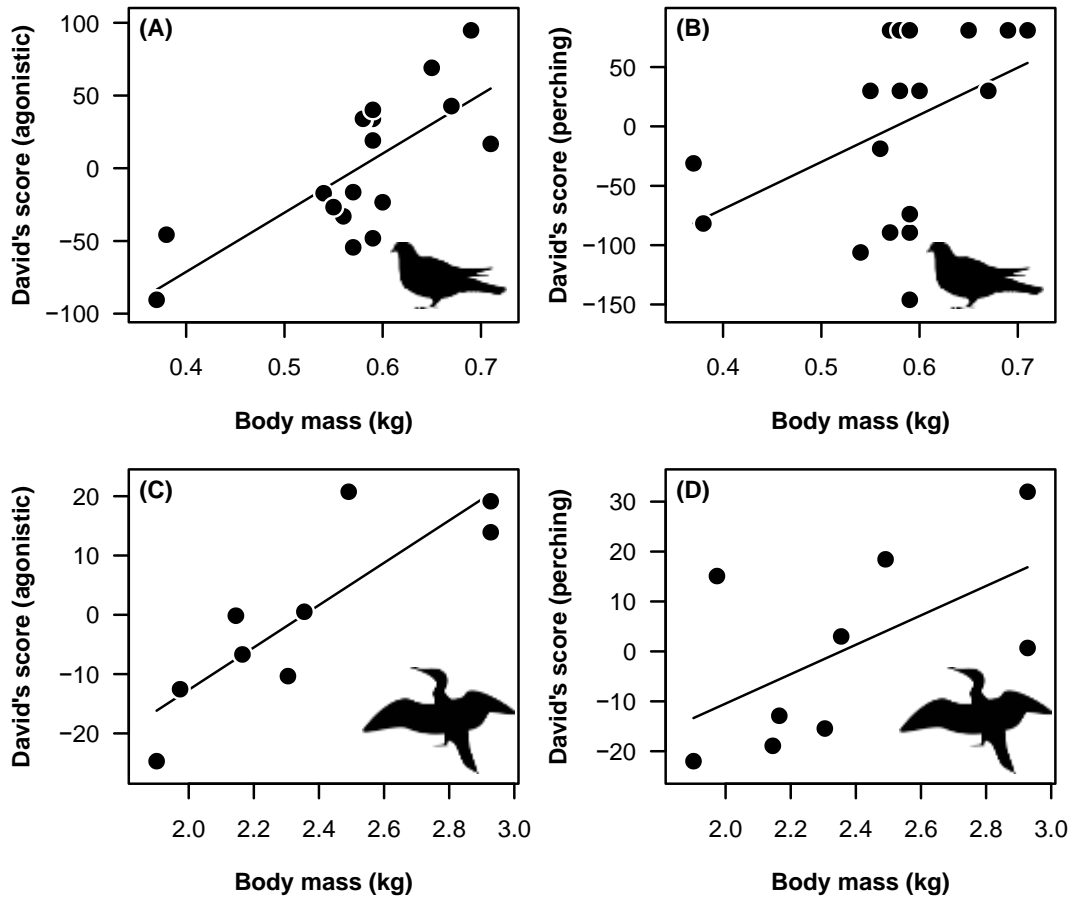 (A)
David's score (agonistic)
100
50
0
−50
−100
0.4 0.5 0.6 0.7
Body mass (kg)
(B)
David's score (perching)
50
0
−50
−100
−150
0.4 0.5 0.6 0.7
Body mass (kg)
(C)
David's score (agonistic)
20
10
0
−10
−20
2.0 2.2 2.4 2.6 2.8 3.0
Body mass (kg)
(D)
David's score (perching)
30
20
10
0
−10
−20
2.0 2.2 2.4 2.6 2.8 3.0
Body mass (kg)